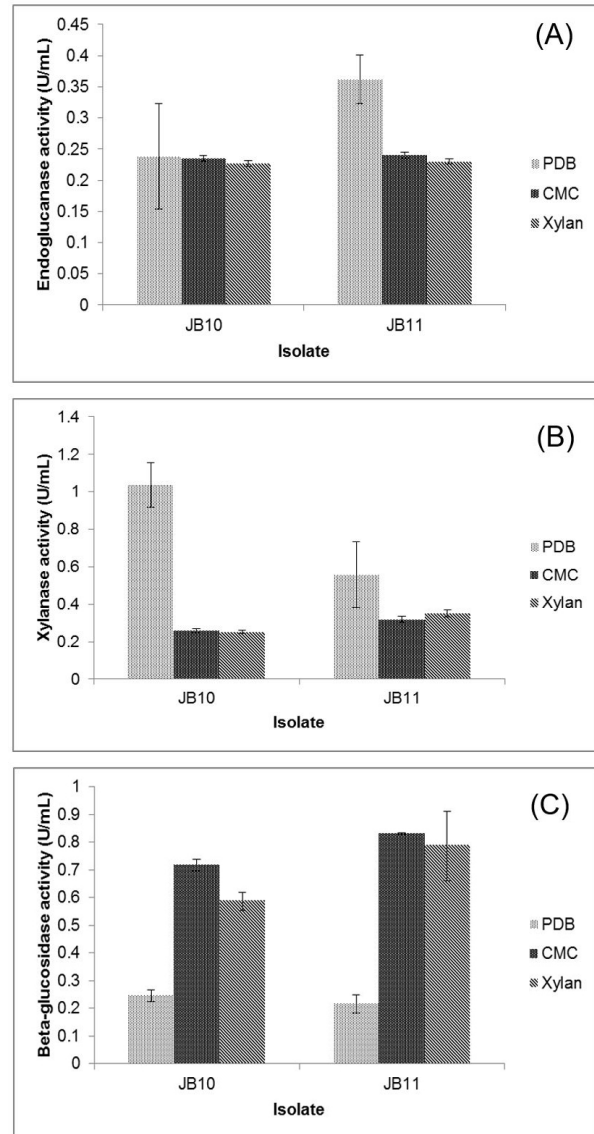 (A)
Endoglucanase activity (U/mL)
0.45
0.4
0.35
0.3
0.25
0.2
0.15
0.1
0.05
0
JB10 JB11
Isolate
PDB
CMC
Xylan
(B)
Xylanase activity (U/mL)
1.4
1.2
1
0.8
0.6
0.4
0.2
0
JB10 JB11
Isolate
PDB
CMC
Xylan
(C)
Beta-glucosidase activity (U/mL)
1
0.9
0.8
0.7
0.6
0.5
0.4
0.3
0.2
0.1
0
JB10 JB11
Isolate
PDB
CMC
Xylan